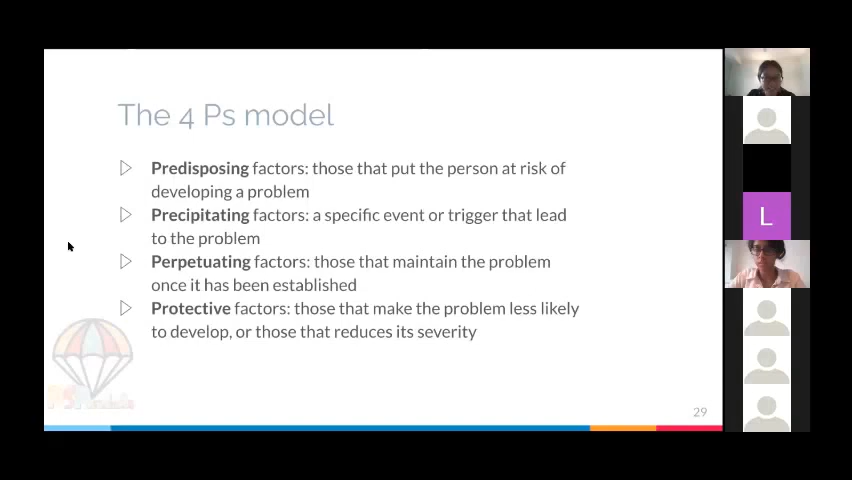 The 4 Ps model
Predisposing factors: those that put the person at risk of
developing a problem
Precipitating factors: a specific event or trigger that lead
to the problem
Perpetuating factors: those that maintain the problem
once it has been established
Protective factors: those that make the problem less likely
to develop, or those that reduces its severity
29
L